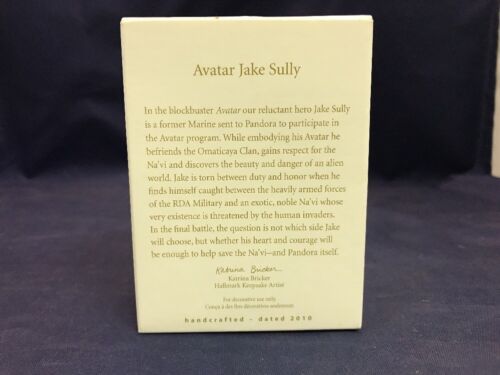 Avatar Jake Sully
In the blockbuster Avatar our reluctant hero Jake Sully
is a former Marine sent to Pandora to participate in
the Avatar program. While embodying his Avatar he
befriends the Omaticaya Clan, gains respect for the
Na'vi and discovers the beauty and danger of an alien
world. Jake is torn between duty and honor when he
finds himself caught between the heavily armed forces
of the RDA Military and an exotic, noble Na'vi whose
very existence is threatened by the human invaders.
In the final battle, the question is not which side Jake
will choose, but whether his heart and courage will
be enough to help save the Na'vi—and Pandora itself.
Katrina Bricker
Katrina Bricker
Hallmark Keepsake Artist
For decorative use only.
Conçu à des fins décoratives seulement.
handcrafted - dated 2010